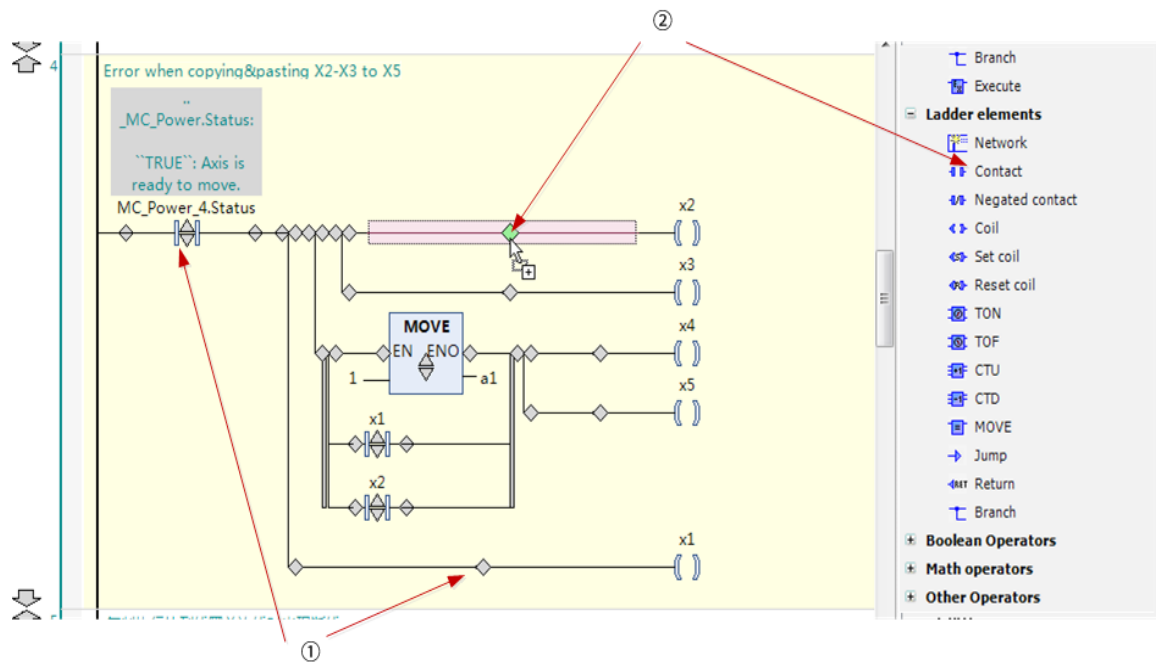 ②
Branch
4
Error when copying&pasting X2-X3 to X5
Execute
..
_MC_Power.Status:
``TRUE``: Axis is
ready to move.
MC_Power_4.Status
Ladder elements
Network
Contact
Negated contact
Coil
Set coil
Reset coil
TON
TOF
CTU
CTD
MOVE
Jump
Return
Branch
Boolean Operators
Math operators
Other Operators
x2
x3
MOVE
EN ENO
1
a1
x4
x5
x1
x2
x1
①